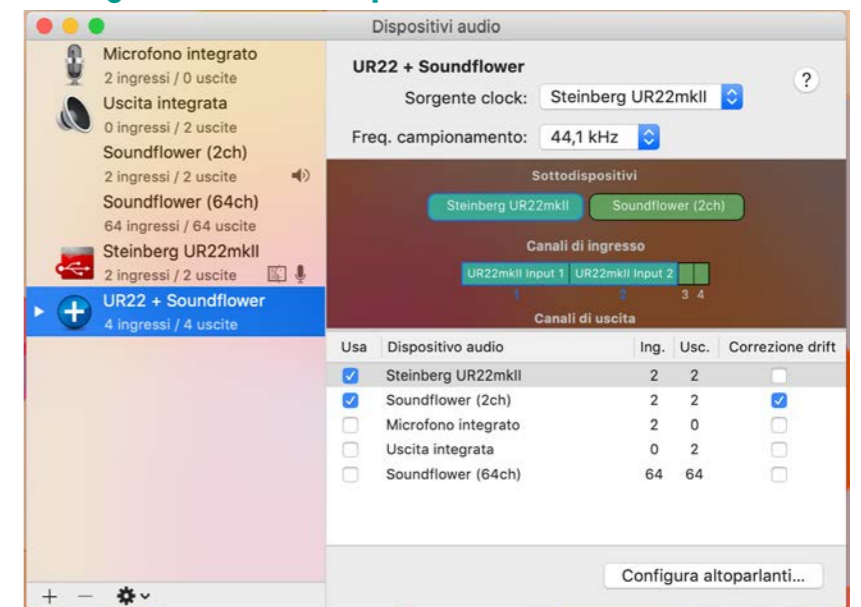 Dispositivi audio
Microfono integrato
2 ingressi / 0 uscite
Uscita integrata
0 ingressi / 2 uscite
Soundflower (2ch)
2 ingressi / 2 uscite
Soundflower (64ch)
64 ingressi / 64 uscite
Steinberg UR22mkII
2 ingressi / 2 uscite
UR22 + Soundflower
4 ingressi / 4 uscite
UR22 + Soundflower
?
Sorgente clock: Steinberg UR22mkII
Freq. campionamento: 44,1 kHz
Sottodispositivi
Steinberg UR22mkII Soundflower (2ch)
Canali di ingresso
UR22mkII Input 1 UR22mkII Input 2
1 2 3 4
Canali di uscita
Usa Dispositivo audio Ing. Usc. Correzione drift
Steinberg UR22mkII 2 2
Soundflower (2ch) 2 2
Microfono integrato 2 0
Uscita integrata 0 2
Soundflower (64ch) 64 64
Configura altoparlanti...